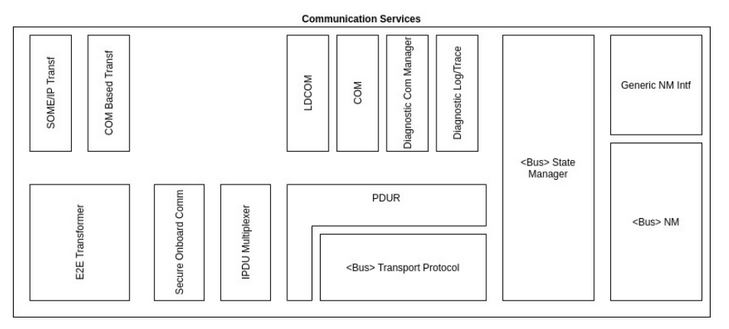 Communication Services
SOME/IP Transf
COM Based Transf
LDCOM
COM
Diagnostic Com Manager
Diagnostic Log/Trace
<Bus> State
Manager
Generic NM Intf
E2E Transformer
Secure Onboard Comm
IPDU Multiplexer
PDUR
<Bus> Transport Protocol
<Bus> NM